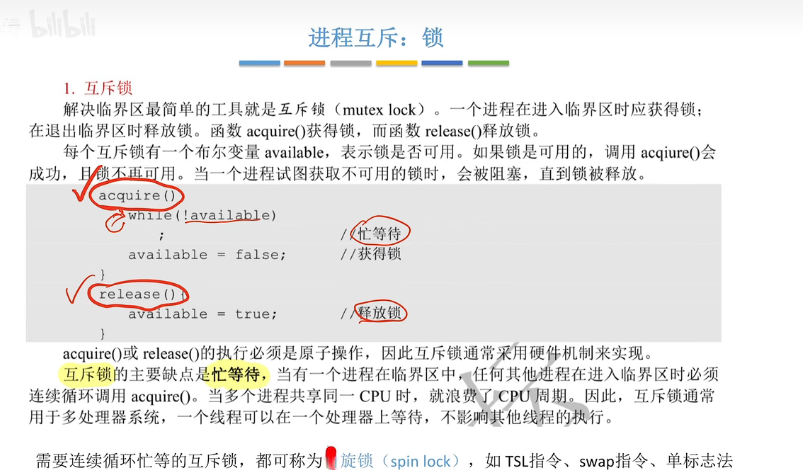 bilibili
进程互斥：锁
1. 互斥锁
解决临界区最简单的工具就是互斥锁（mutex lock）。一个进程在进入临界区时应获得锁；
在退出临界区时释放锁。函数 acquire()获得锁，而函数 release()释放锁。
每个互斥锁有一个布尔变量 available，表示锁是否可用。如果锁是可用的，调用 acqiure()会
成功，且锁不再可用。当一个进程试图获取不可用的锁时，会被阻塞，直到锁被释放。
acquire()
while(!available)
; //忙等待
available = false; //获得锁
}
release(){
available = true; //释放锁
}
acquire()或 release()的执行必须是原子操作，因此互斥锁通常采用硬件机制来实现。
互斥锁的主要缺点是忙等待，当有一个进程在临界区中，任何其他进程在进入临界区时必须
连续循环调用 acquire()。当多个进程共享同一 CPU 时，就浪费了 CPU 周期。因此，互斥锁通常
用于多处理器系统，一个线程可以在一个处理器上等待，不影响其他线程的执行。
需要连续循环忙等的互斥锁，都可称为旋锁（spin lock），如 TSL指令、swap指令、单标志法